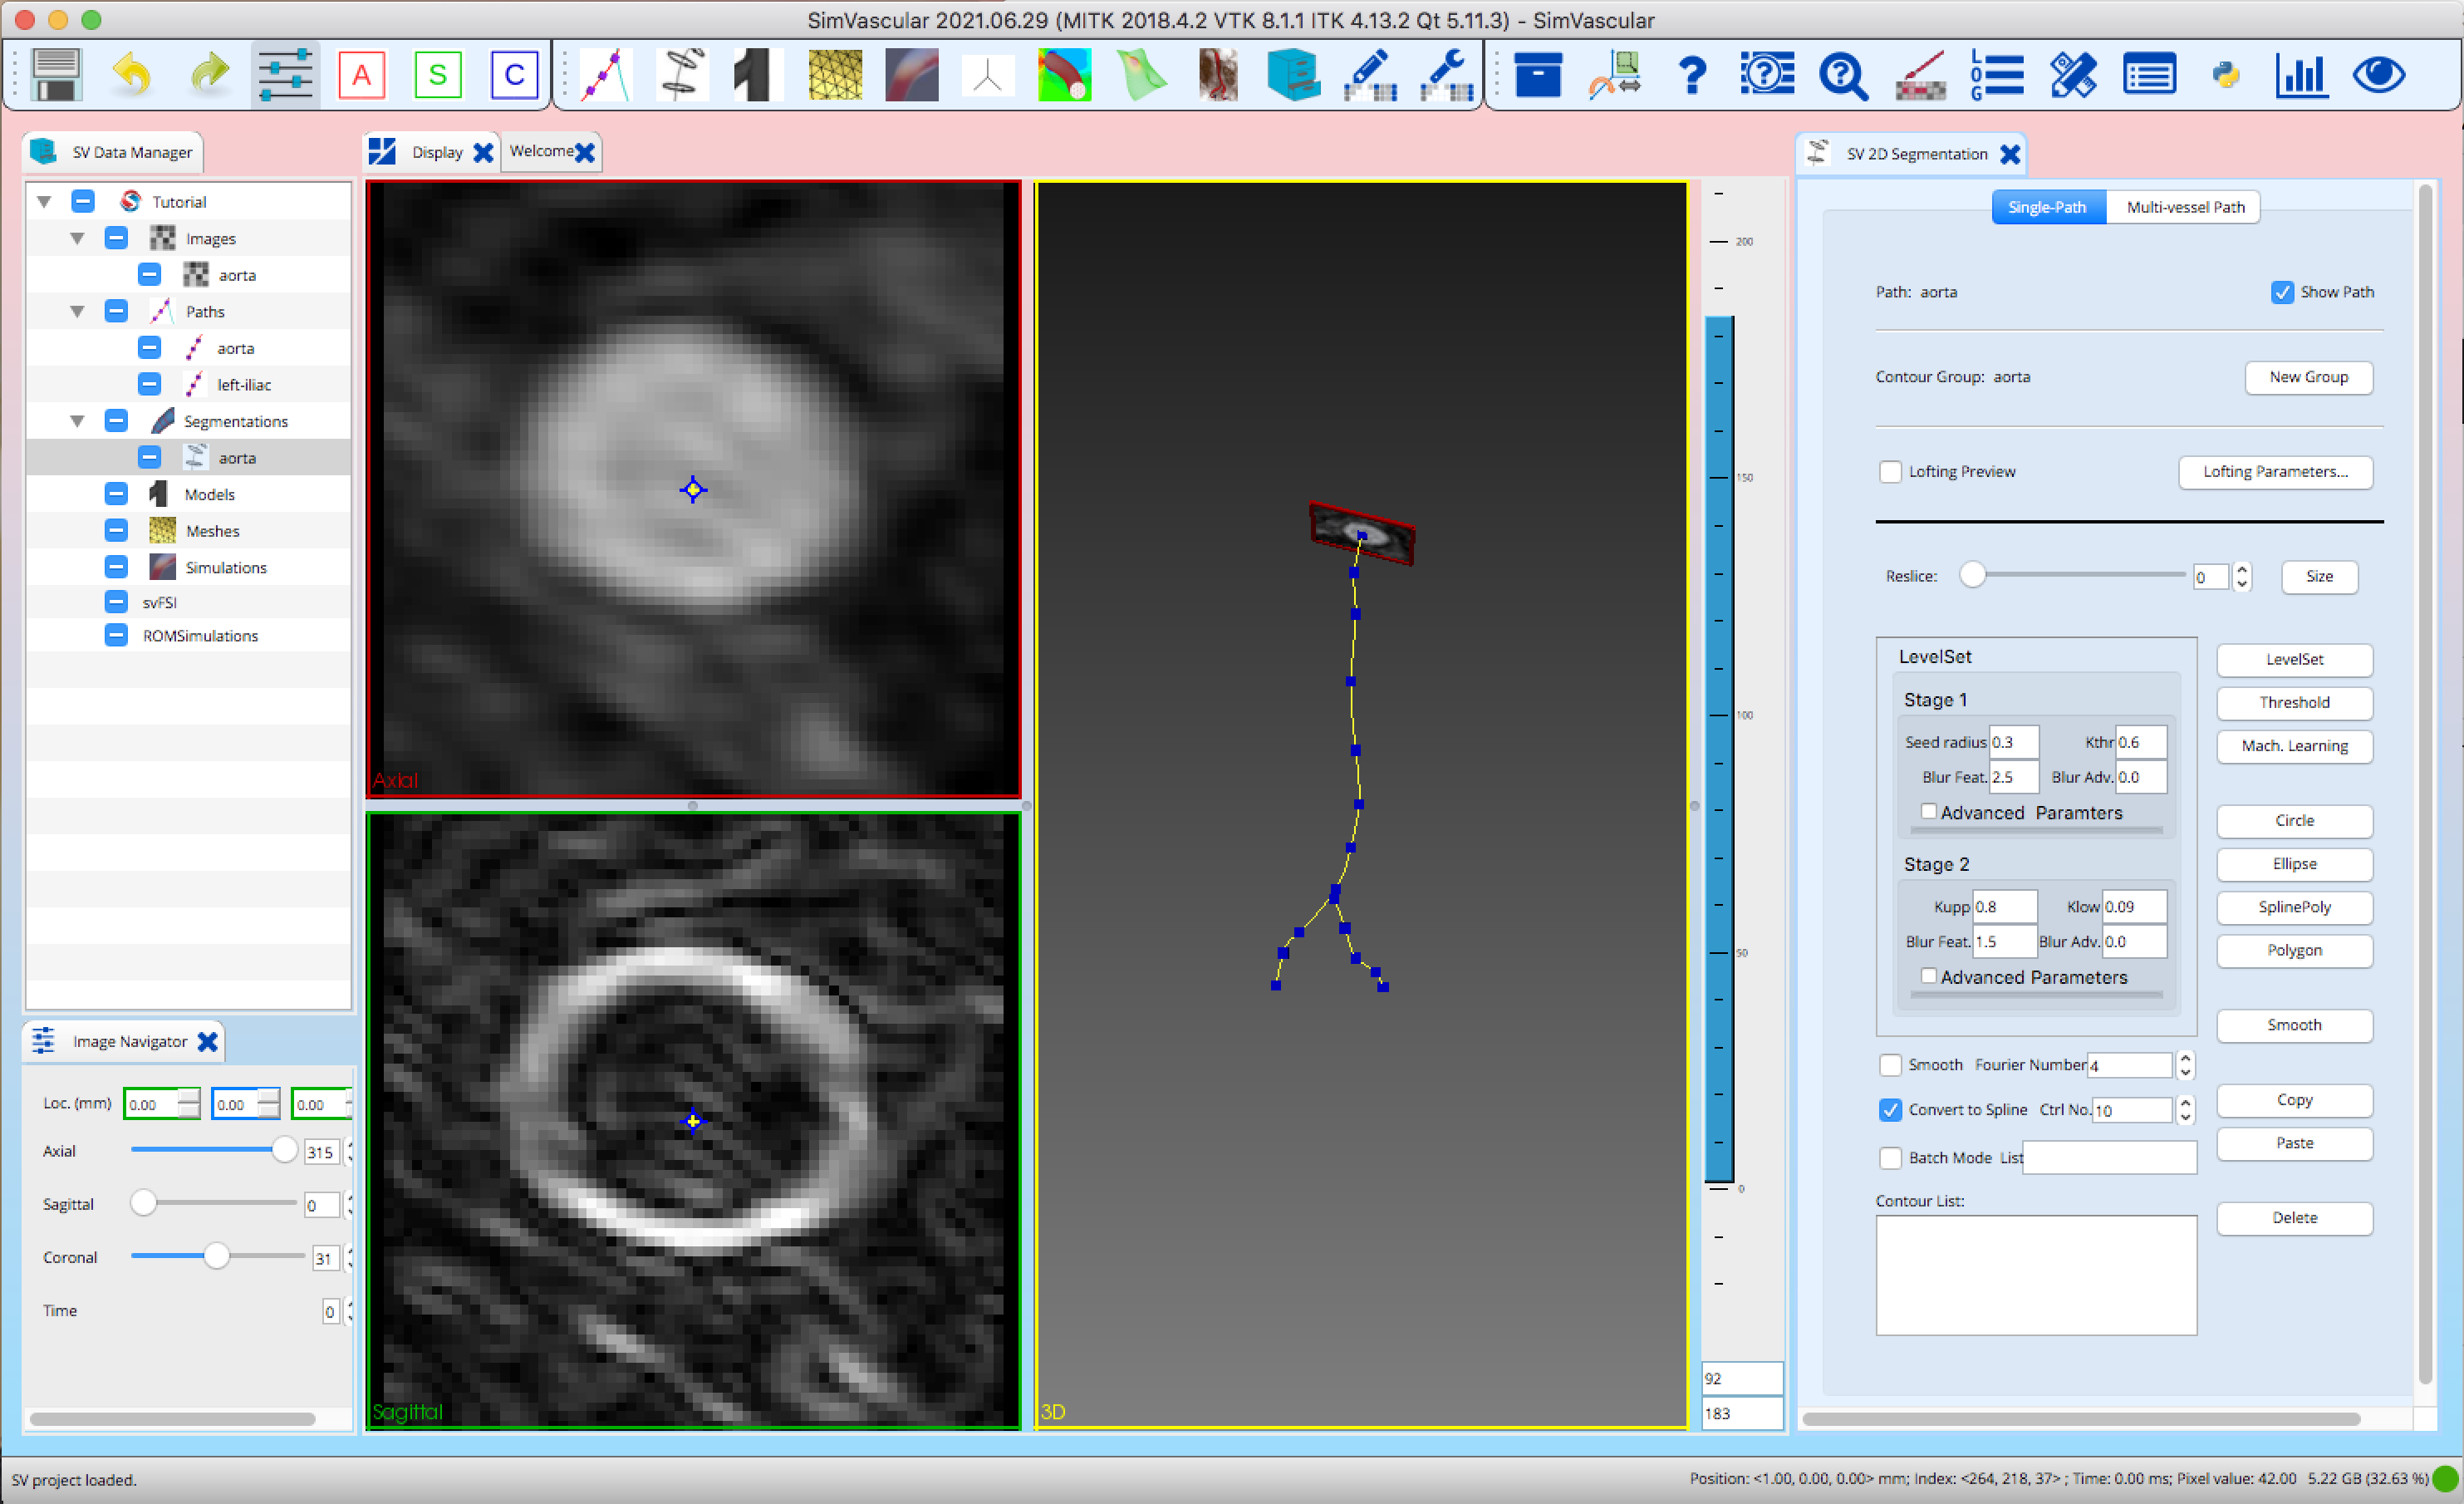 SimVascular 2021.06.29 (MITK 2018.4.2 VTK 8.1.1 ITK 4.13.2 Qt 5.11.3) - SimVascular
A S C
LOG
SV Data Manager
Tutorial
Images
aorta
Paths
aorta
left-iliac
Segmentations
aorta
Models
Meshes
Simulations
svFSI
ROMSimulations
Image Navigator
Loc. (mm) 0.00 0.00 0.00
Axial 315
Sagittal 0
Coronal 31
Time 0
Display Welcome
Axial
Sagittal
3D
200
150
100
50
0
92
183
SV 2D Segmentation
Single-Path Multi-vessel Path
Path: aorta Show Path
Contour Group: aorta New Group
Lofting Preview Lofting Parameters...
Reslice: 0 Size
LevelSet
Stage 1
Seed radius 0.3 Kthr 0.6
Blur Feat. 2.5 Blur Adv. 0.0
Advanced Paramters
Stage 2
Kupp 0.8 Klow 0.09
Blur Feat. 1.5 Blur Adv. 0.0
Advanced Parameters
LevelSet
Threshold
Mach. Learning
Circle
Ellipse
SplinePoly
Polygon
Smooth
Smooth Fourier Number 4
Convert to Spline Ctrl No. 10
Batch Mode List
Contour List:
Copy
Paste
Delete
SV project loaded.
Position: <1.00, 0.00, 0.00> mm; Index: <264, 218, 37> ; Time: 0.00 ms; Pixel value: 42.00 5.22 GB (32.63 %)